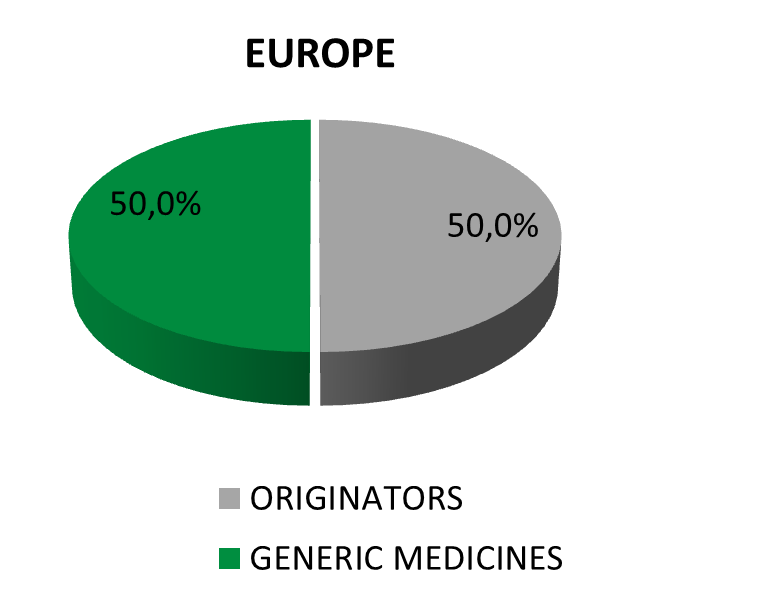 EUROPE
50,0%
50,0%
ORIGINATORS
GENERIC MEDICINES